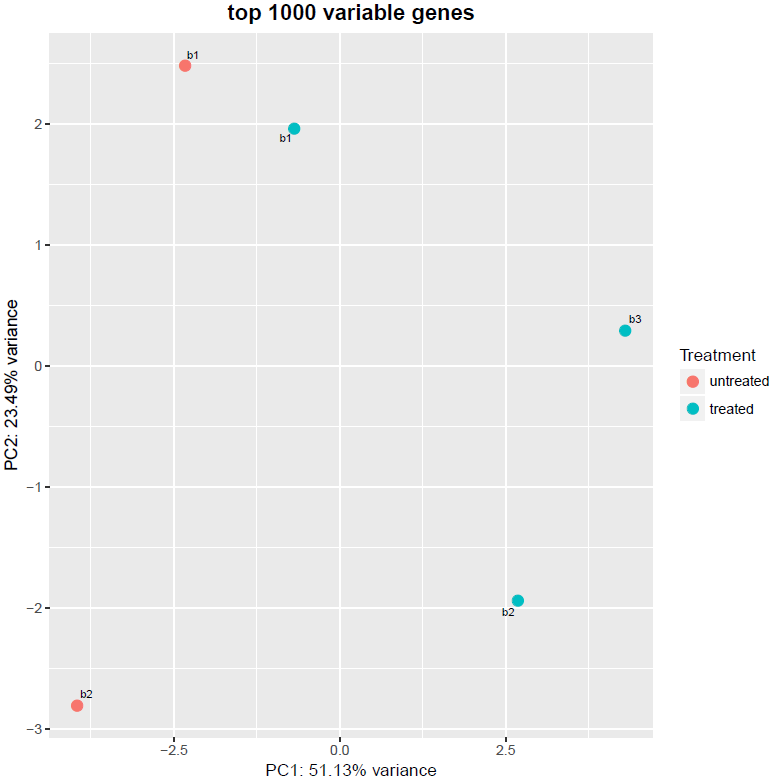 top 1000 variable genes
b1
b1
b3
b2
b2
2
1
0
−1
−2
−3
PC2: 23.49% variance
−2.5
0.0
2.5
PC1: 51.13% variance
Treatment
untreated
treated